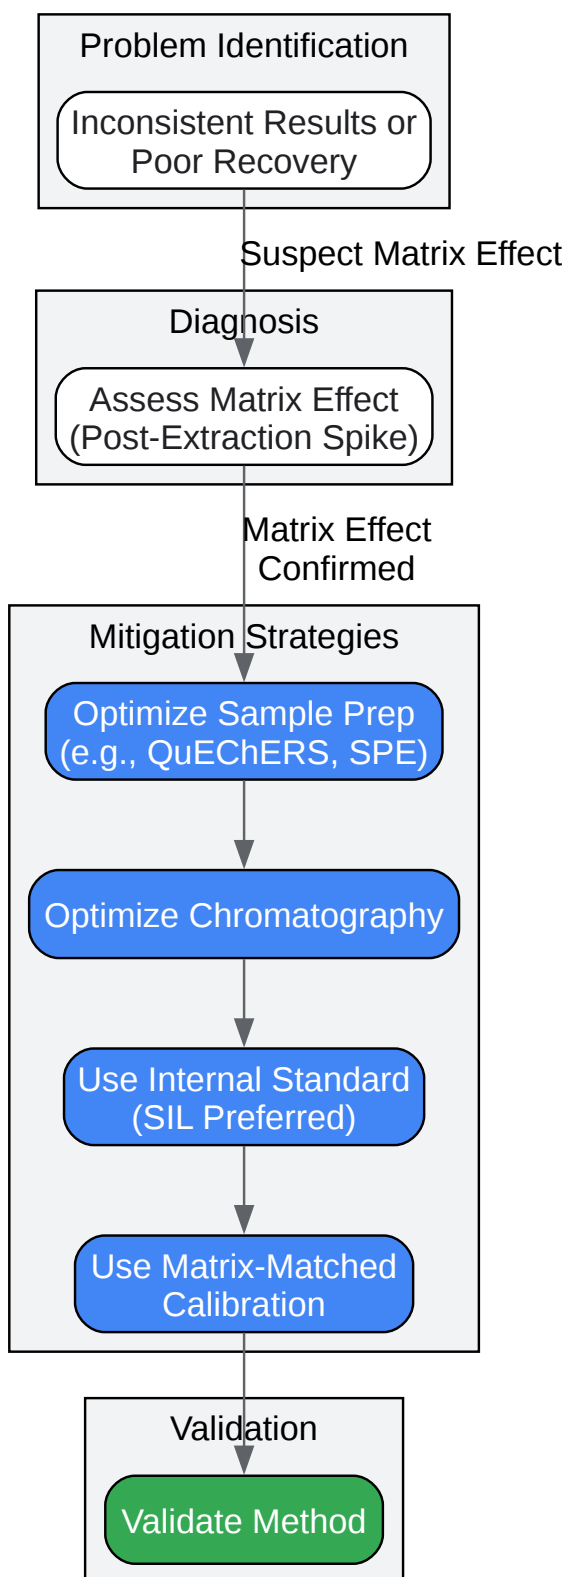 Problem Identification
Inconsistent Results or
Poor Recovery
Suspect Matrix Effect
Diagnosis
Assess Matrix Effect
(Post-Extraction Spike)
Matrix Effect
Confirmed
Mitigation Strategies
Optimize Sample Prep
(e.g., QuEChERS, SPE)
Optimize Chromatography
Use Internal Standard
(SIL Preferred)
Use Matrix-Matched
Calibration
Validation
Validate Method